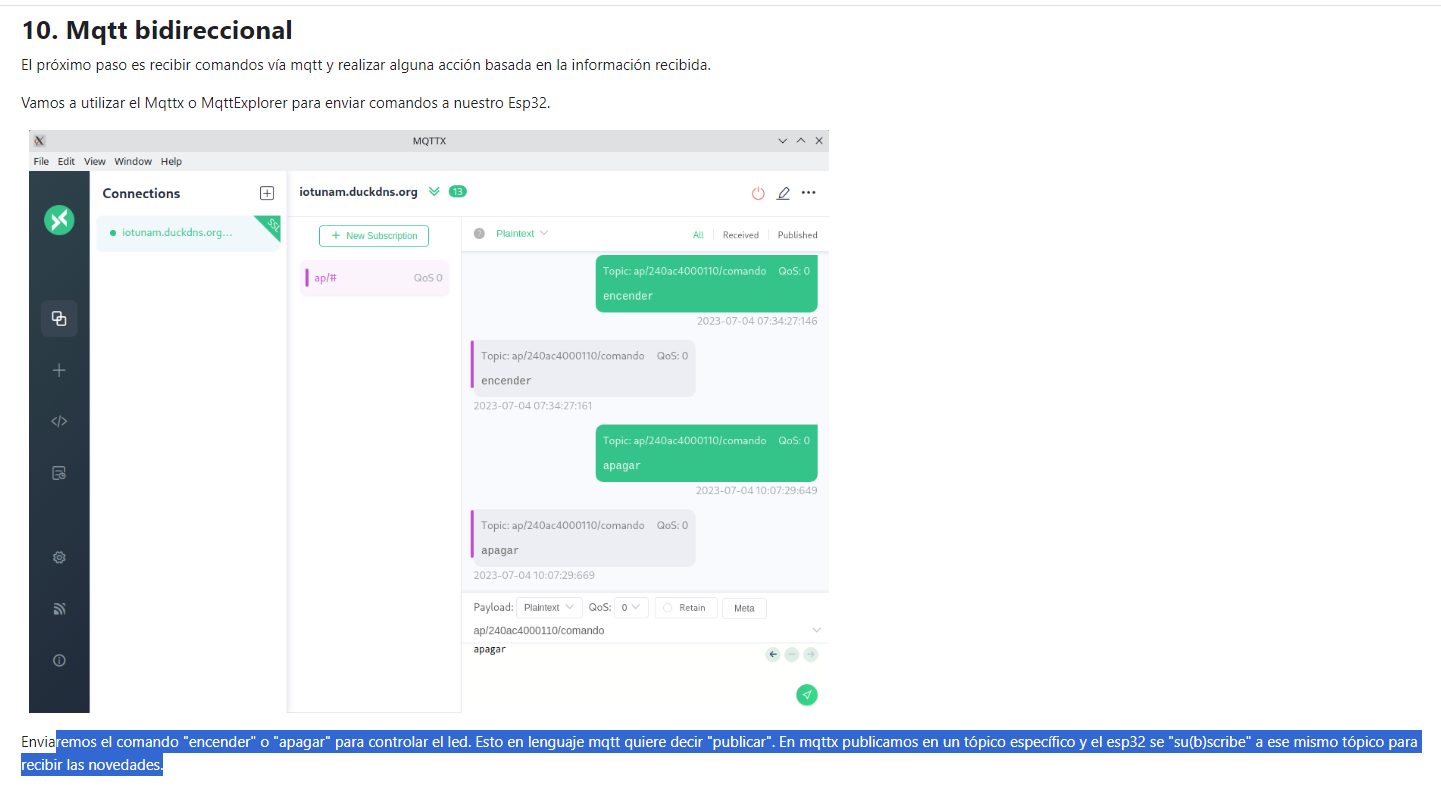 10. Mqtt bidireccional
El próximo paso es recibir comandos vía mqtt y realizar alguna acción basada en la información recibida.
Vamos a utilizar el Mqttx o MqttExplorer para enviar comandos a nuestro Esp32.
MQTTX
File Edit View Window Help
Connections
iotunam.duckdns.org...
SSL
iotunam.duckdns.org 13
+ New Subscription
ap/# QoS 0
Plaintext All Received Published
Topic: ap/240ac4000110/comando QoS: 0
encender
2023-07-04 07:34:27:146
Topic: ap/240ac4000110/comando QoS: 0
encender
2023-07-04 07:34:27:161
Topic: ap/240ac4000110/comando QoS: 0
apagar
2023-07-04 10:07:29:649
Topic: ap/240ac4000110/comando QoS: 0
apagar
2023-07-04 10:07:29:669
Payload: Plaintext QoS: 0 Retain Meta
ap/240ac4000110/comando
apagar
Enviaremos el comando "encender" o "apagar" para controlar el led. Esto en lenguaje mqtt quiere decir "publicar". En mqttx publicamos en un tópico específico y el esp32 se "su(b)scribe" a ese mismo tópico para
recibir las novedades.